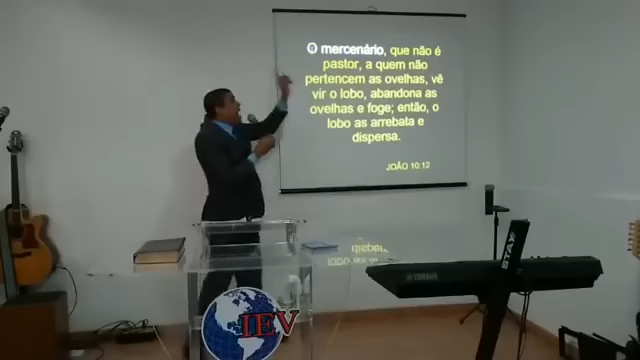 O mercenário, que não é
pastor, a quem não
pertencem as ovelhas, vê
vir o lobo, abandona as
ovelhas e foge; então, o
lobo as arrebata e
dispersa.
JOÃO 10:12
STAY
YAMAHA
IEV